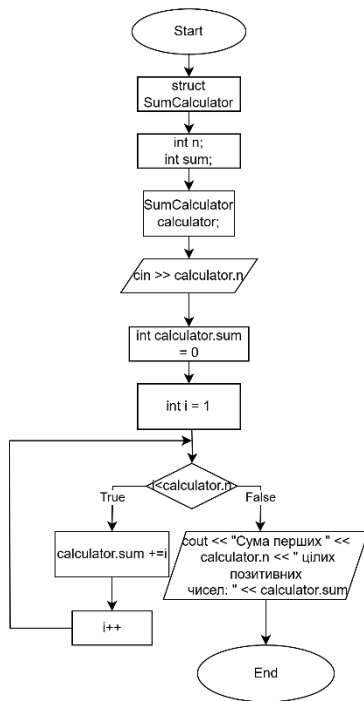 Start
struct
SumCalculator
int n;
int sum;
SumCalculator
calculator;
cin >> calculator.n
int calculator.sum
= 0
int i = 1
i<calculator.n
True
False
calculator.sum +=i
cout << "Сума перших " <<
calculator.n << " цілих
позитивних
чисел: " << calculator.sum
i++
End